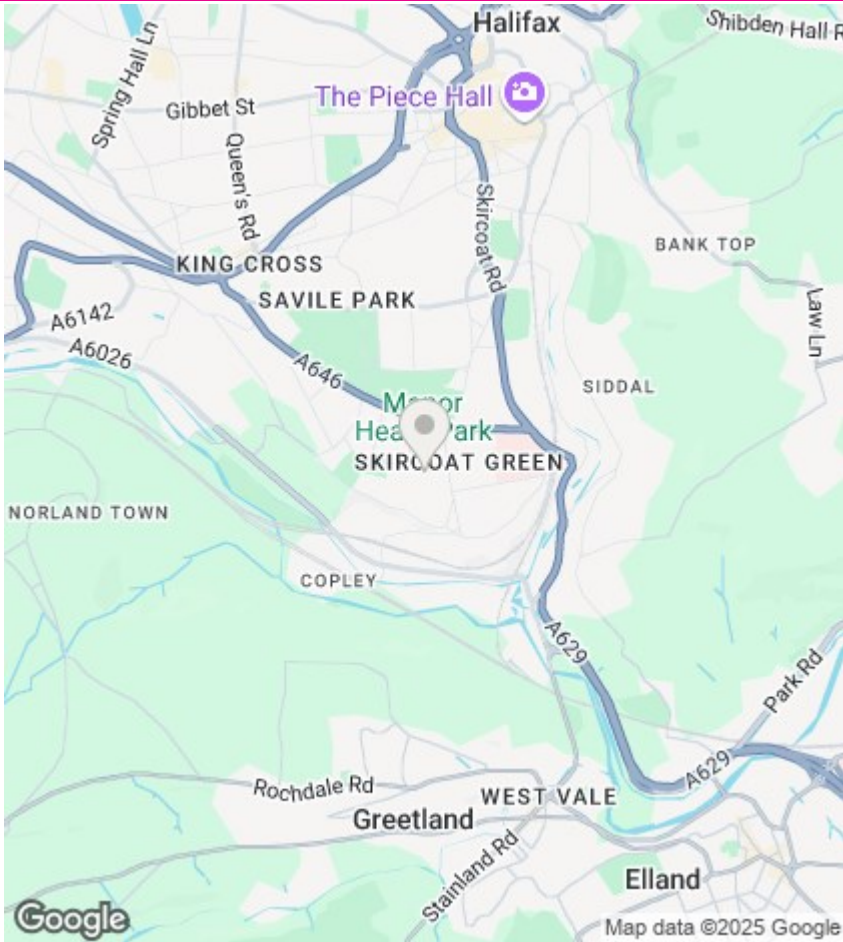 Halifax
Shibden Hall R
Spring Hall Ln
The Piece Hall
Gibbet St
Queen's Rd
Skircoat Rd
BANK TOP
KING CROSS
SAVILE PARK
Law Ln
A6142
A6026
A646
SIDDAL
Manor
Hea Park
SKIRCOAT GREEN
NORLAND TOWN
COPLEY
A629
Park Rd
A629
Rochdale Rd
WEST VALE
Greetland
Stainland Rd
Elland
Google
Map data ©2025 Google